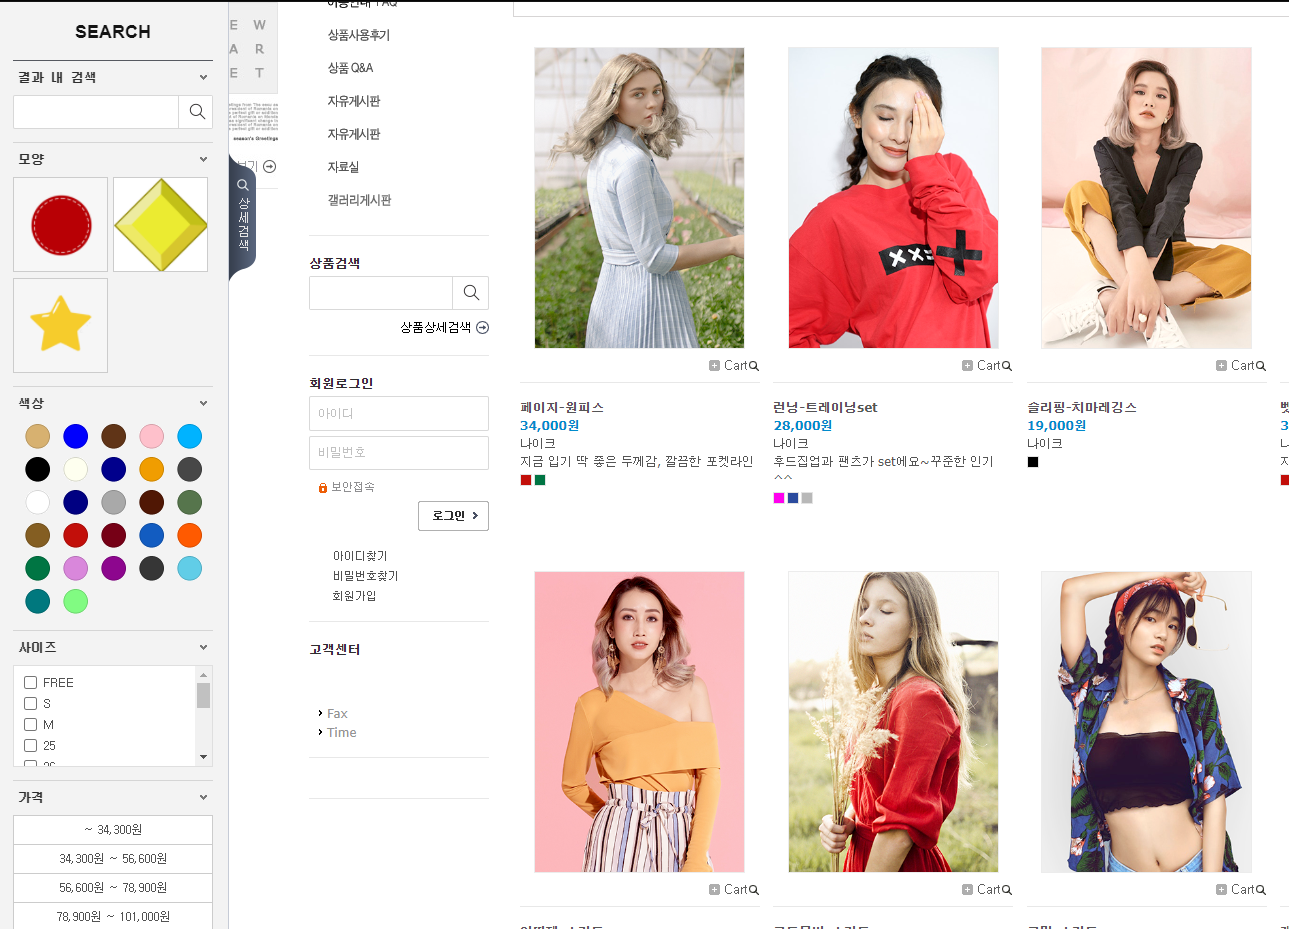 SEARCH
결과 내 검색
모양
색상
사이즈
FREE
S
M
25
가격
~ 34,300원
34,300원 ~ 56,600원
56,600원 ~ 78,900원
78,900원 ~ 101,000원
E W
A R
E T
season's Greetings
보기
상세검색
이용안내 FAQ
상품사용후기
상품 Q&A
자유게시판
자유게시판
자료실
갤러리게시판
상품검색
상품상세검색
회원로그인
아이디
비밀번호
보안접속
로그인
아이디찾기
비밀번호찾기
회원가입
고객센터
Fax
Time
Cart
페이지-원피스
34,000원
나이크
지금 입기 딱 좋은 두께감, 깔끔한 포켓라인
Cart
런닝-트레이닝set
28,000원
나이크
후드집업과 팬츠가 set에요~꾸준한 인기
^^
Cart
슬리핑-치마레깅스
19,000원
나이크
Cart
Cart
Cart